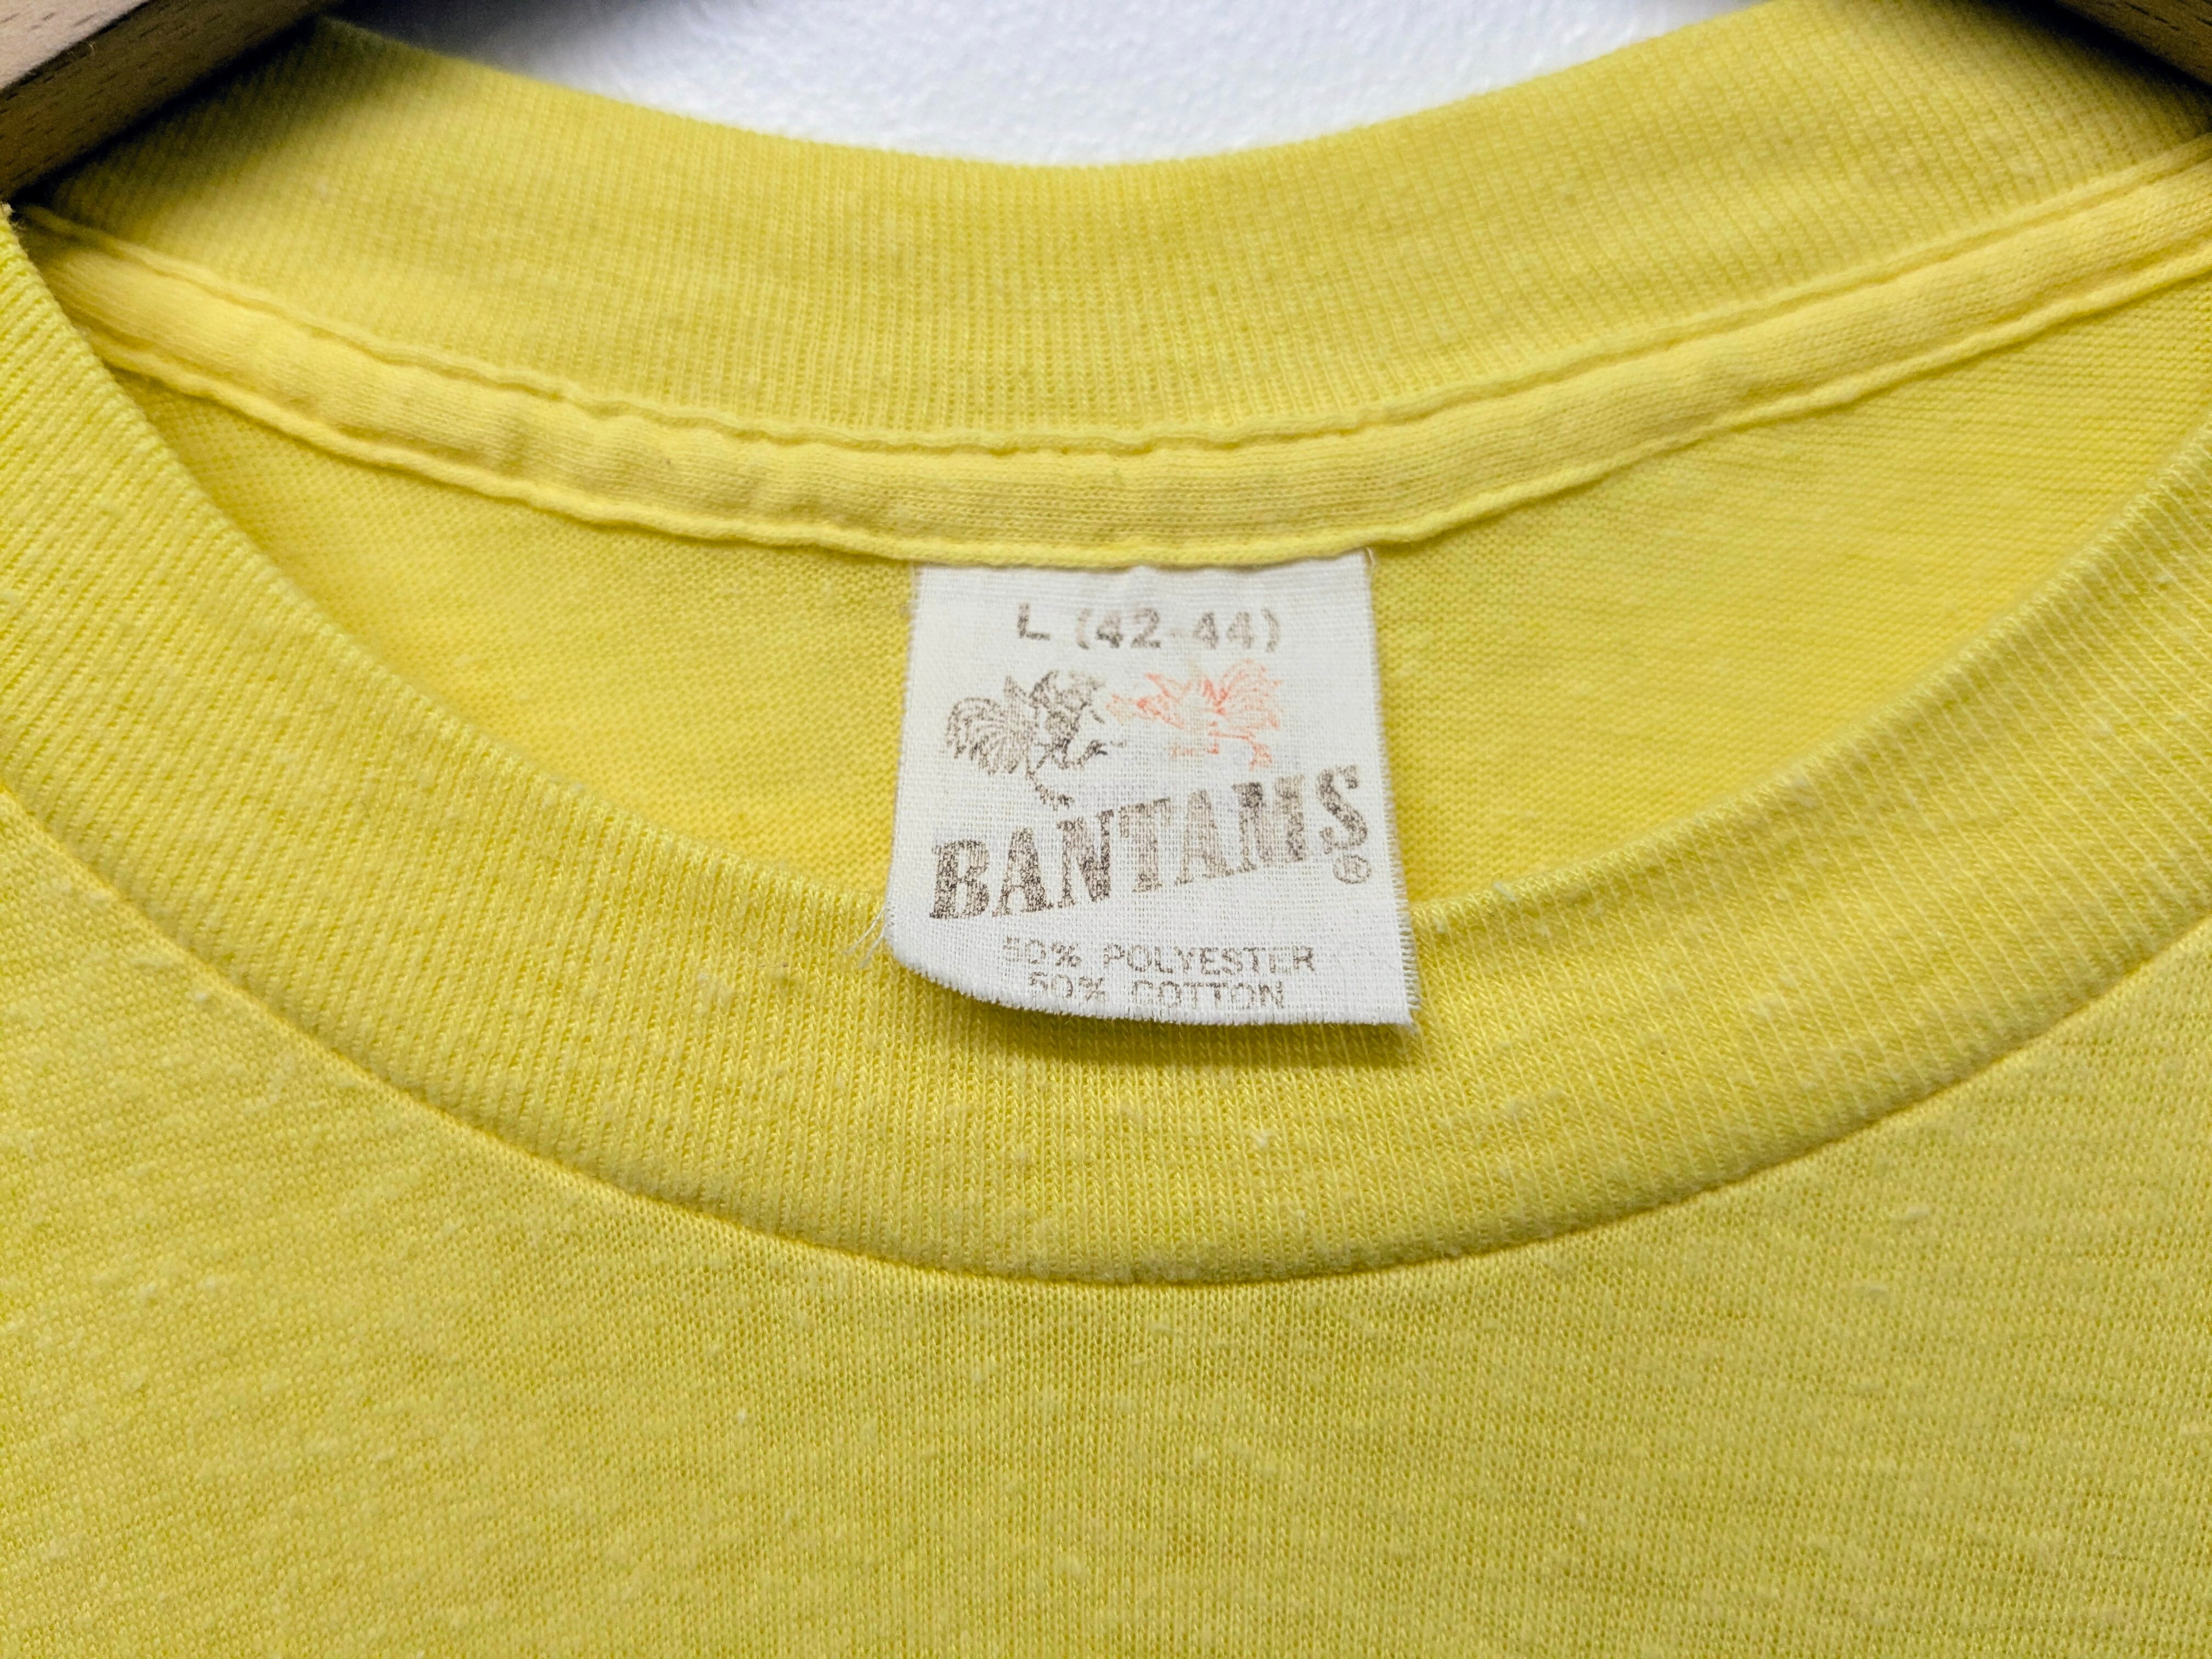 L (42-44)
BANTAMS®
50% POLYESTER
50% COTTON